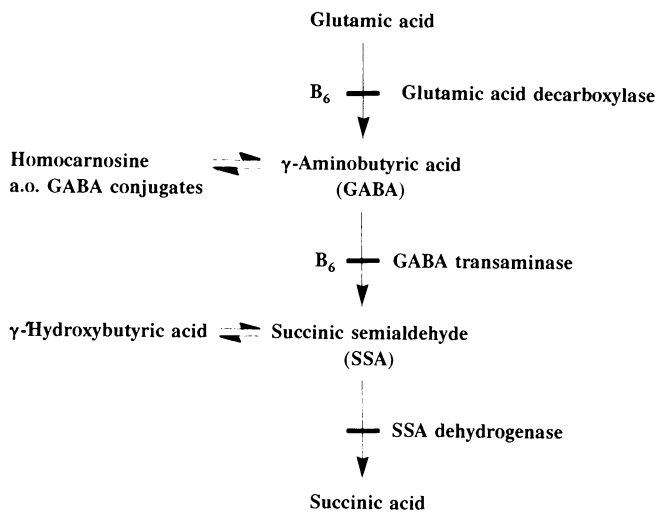 Glutamic acid
B₆ Glutamic acid decarboxylase
Homocarnosine
a.o. GABA conjugates
γ-Aminobutyric acid
(GABA)
B₆ GABA transaminase
γ-Hydroxybutyric acid
Succinic semialdehyde
(SSA)
SSA dehydrogenase
Succinic acid